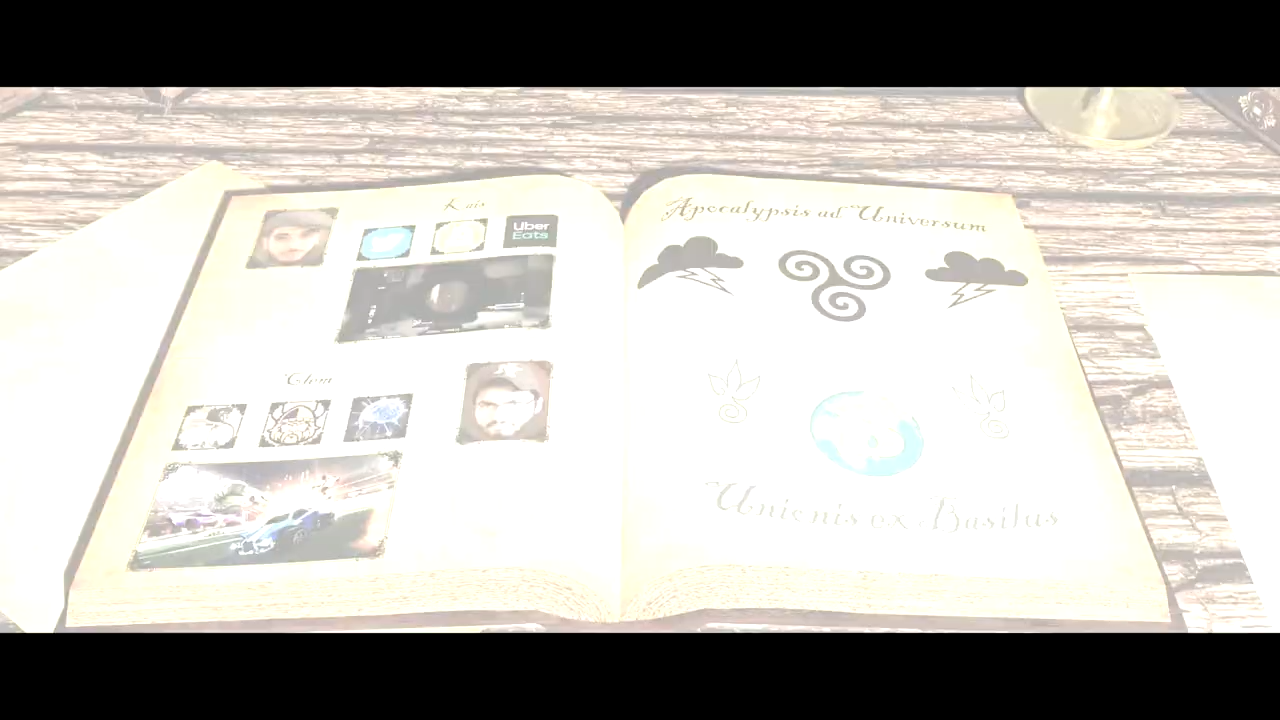 Kais
Uber
Eats
Clem
Apocalypsis ad Universum
Unionis ex Basilus